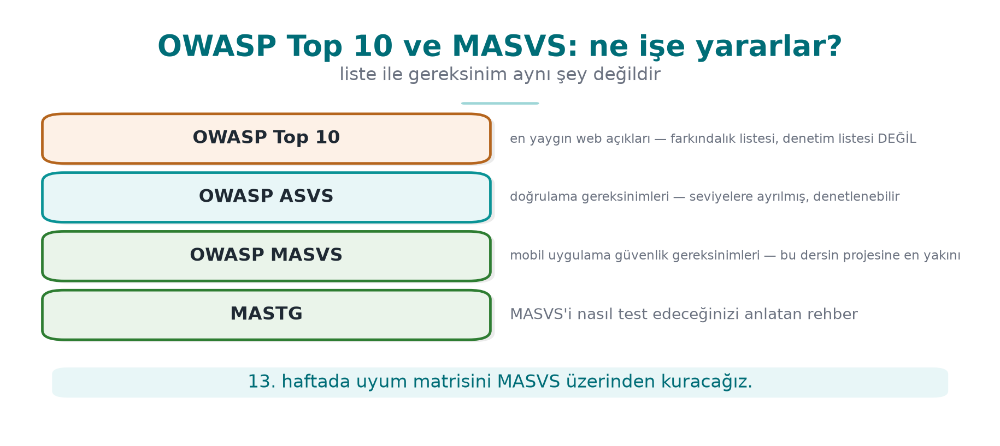 OWASP Top 10 ve MASVS: ne işe yararlar?
liste ile gereksinim aynı şey değildir
OWASP Top 10
en yaygın web açıkları — farkındalık listesi, denetim listesi DEĞİL
OWASP ASVS
doğrulama gereksinimleri — seviyelere ayrılmış, denetlenebilir
OWASP MASVS
mobil uygulama güvenlik gereksinimleri — bu dersin projesine en yakını
MASTG
MASVS'i nasıl test edeceğinizi anlatan rehber
13. haftada uyum matrisini MASVS üzerinden kuracağız.